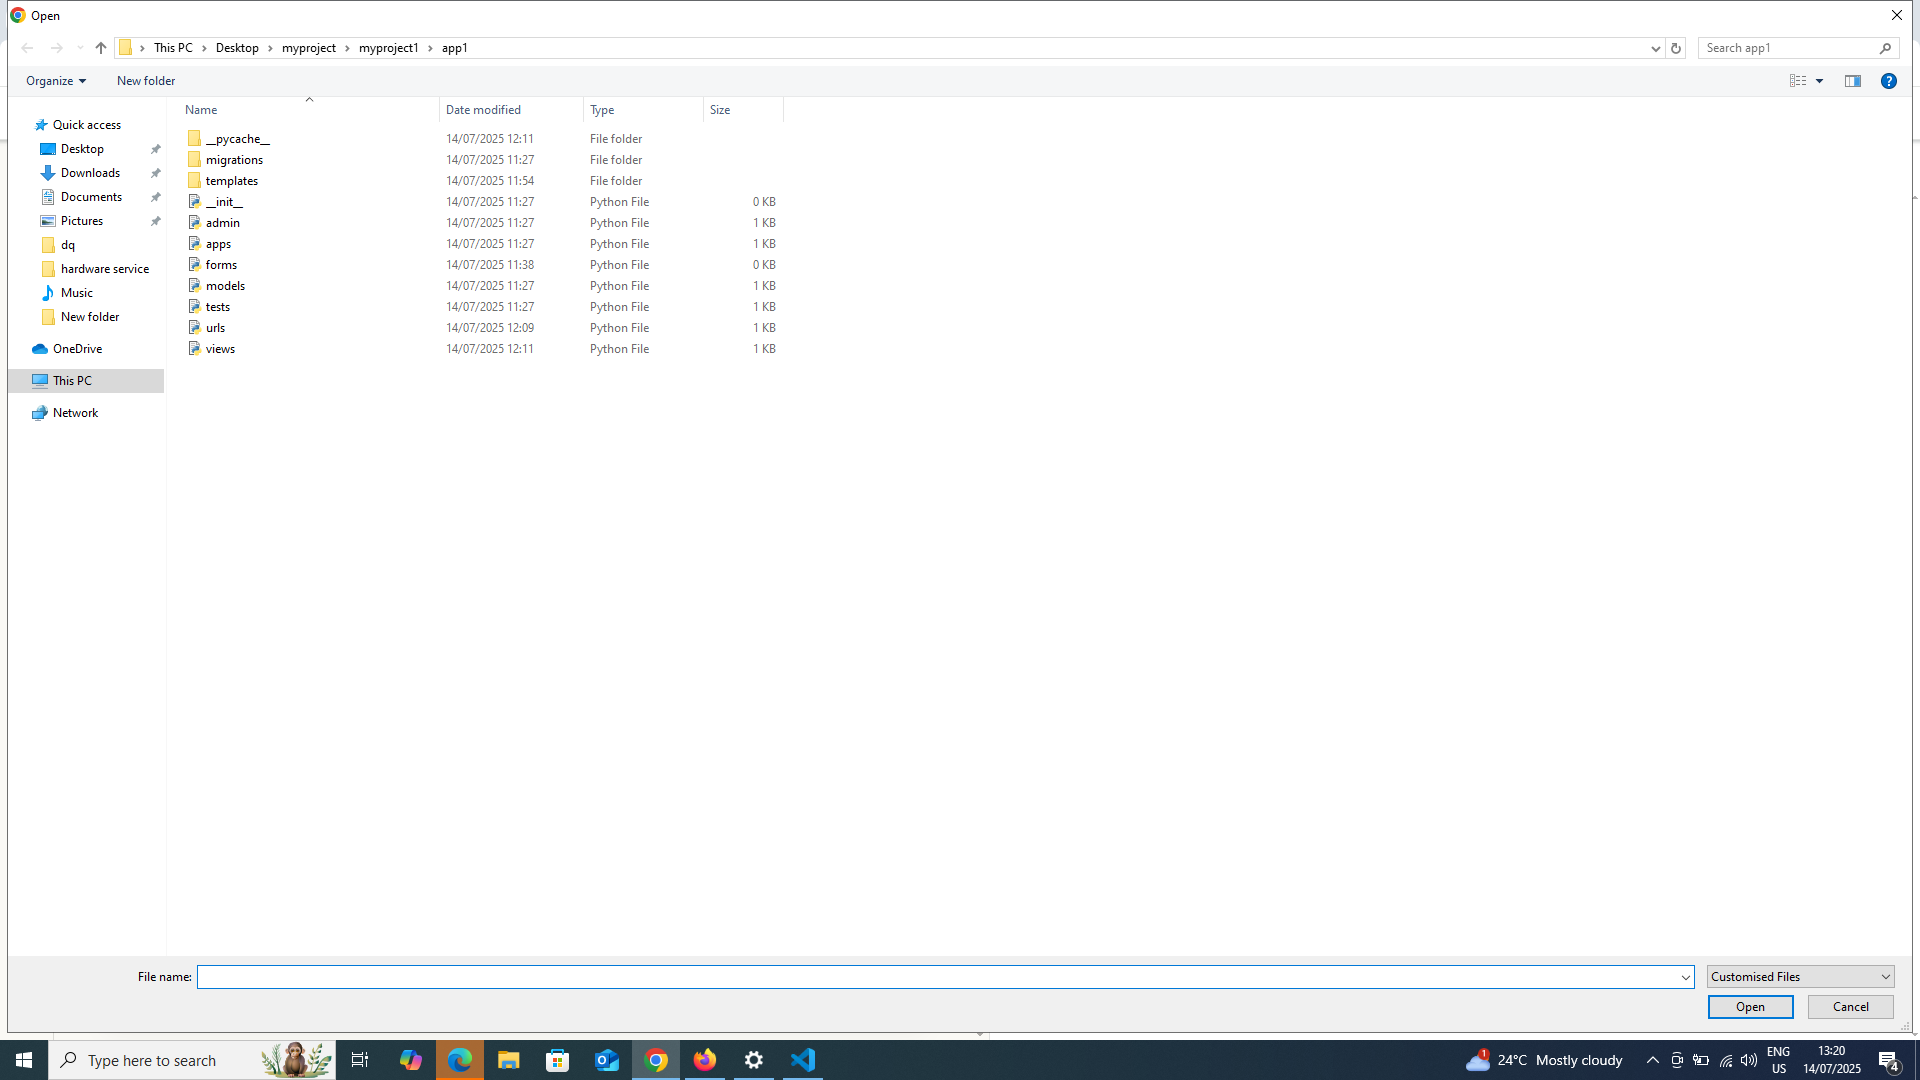 Open
This PC > Desktop > myproject > myproject1 > app1
Search app1
Organize
New folder
Name Date modified Type Size
Quick access
Desktop
Downloads
Documents
Pictures
dq
hardware service
Music
New folder
OneDrive
This PC
Network
__pycache__ 14/07/2025 12:11 File folder
migrations 14/07/2025 11:27 File folder
templates 14/07/2025 11:54 File folder
__init__ 14/07/2025 11:27 Python File 0 KB
admin 14/07/2025 11:27 Python File 1 KB
apps 14/07/2025 11:27 Python File 1 KB
forms 14/07/2025 11:38 Python File 0 KB
models 14/07/2025 11:27 Python File 1 KB
tests 14/07/2025 11:27 Python File 1 KB
urls 14/07/2025 12:09 Python File 1 KB
views 14/07/2025 12:11 Python File 1 KB
File name:
Customised Files
Open Cancel
Type here to search
1
24°C Mostly cloudy
ENG
US
13:20
14/07/2025
4